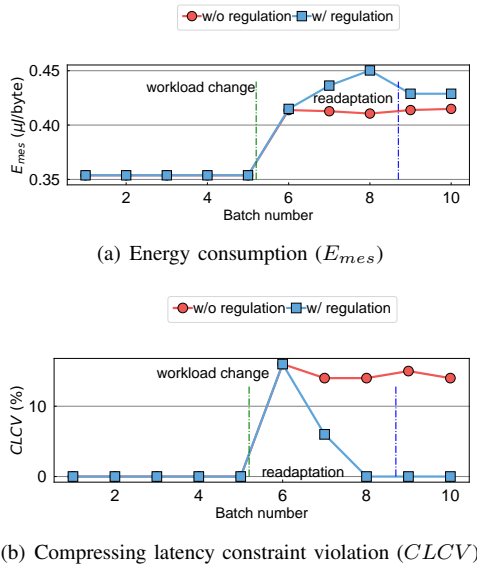 w/o regulation w/ regulation
0.45
workload change
readaptation
0.40
0.35
E_mes (μJ/byte)
2 4 6 8 10
Batch number
(a) Energy consumption (E_mes)
w/o regulation w/ regulation
workload change
10
readaptation
0
CLCV (%)
2 4 6 8 10
Batch number
(b) Compressing latency constraint violation (CLCV)